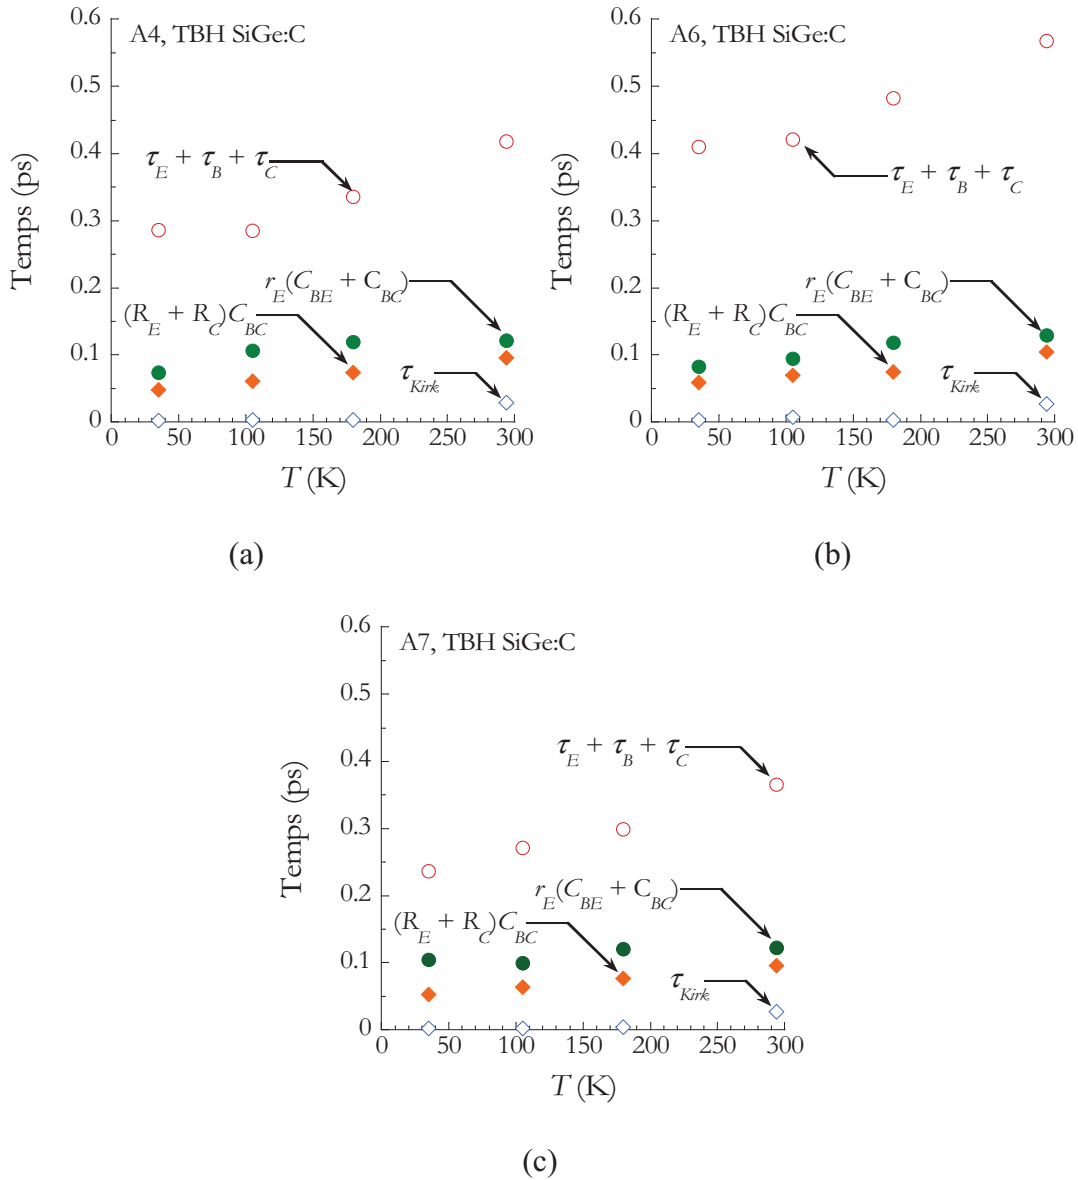 A4, TBH SiGe:C
0.6
0.5
0.4
0.3
0.2
0.1
0
Temps (ps)
τE + τB + τC
rE(CBE + CBC)
(RE + RC)CBC
τKirk
0 50 100 150 200 250 300
T (K)
(a)
A6, TBH SiGe:C
0.6
0.5
0.4
0.3
0.2
0.1
0
Temps (ps)
τE + τB + τC
rE(CBE + CBC)
(RE + RC)CBC
τKirk
0 50 100 150 200 250 300
T (K)
(b)
A7, TBH SiGe:C
0.6
0.5
0.4
0.3
0.2
0.1
0
Temps (ps)
τE + τB + τC
rE(CBE + CBC)
(RE + RC)CBC
τKirk
0 50 100 150 200 250 300
T (K)
(c)